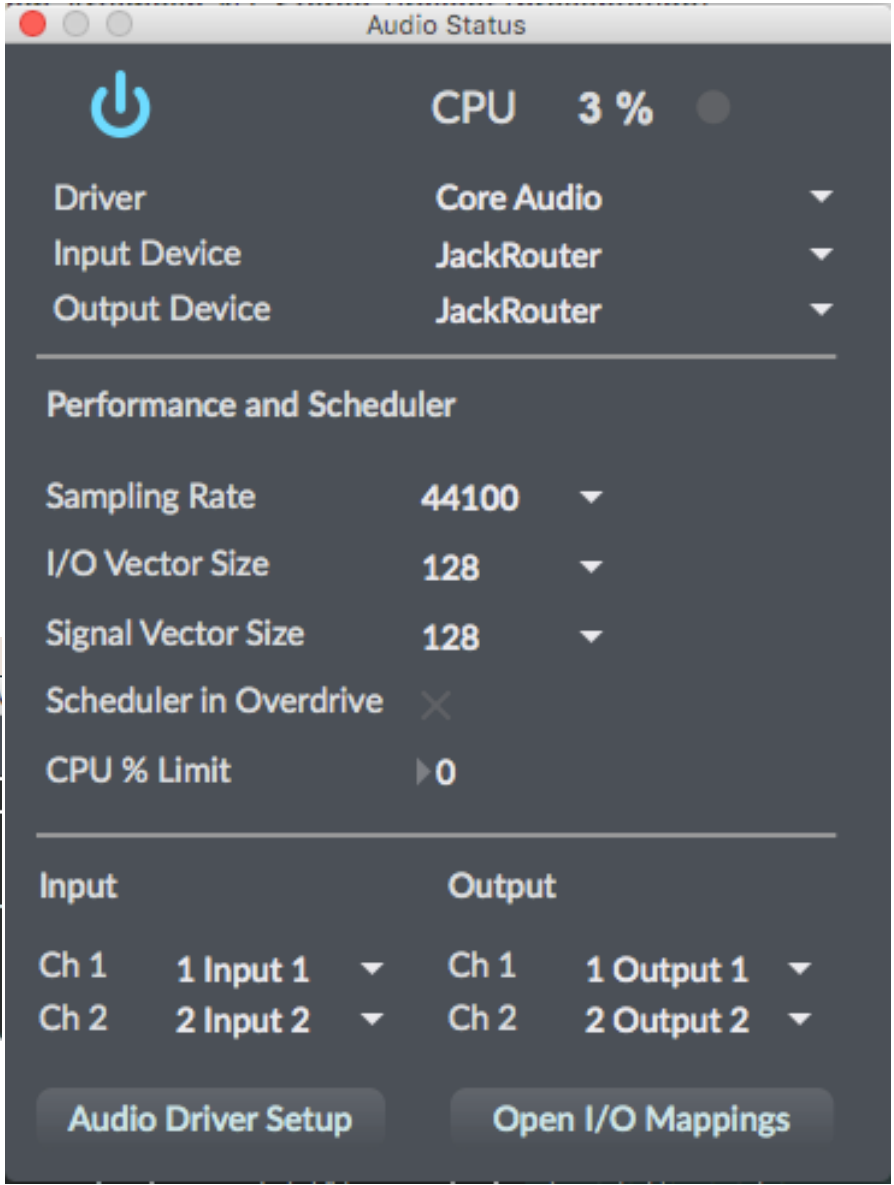 Audio Status
CPU 3 %
Driver Core Audio
Input Device JackRouter
Output Device JackRouter
Performance and Scheduler
Sampling Rate 44100
I/O Vector Size 128
Signal Vector Size 128
Scheduler in Overdrive
CPU % Limit 0
Input Output
Ch 1 1 Input 1 Ch 1 1 Output 1
Ch 2 2 Input 2 Ch 2 2 Output 2
Audio Driver Setup Open I/O Mappings